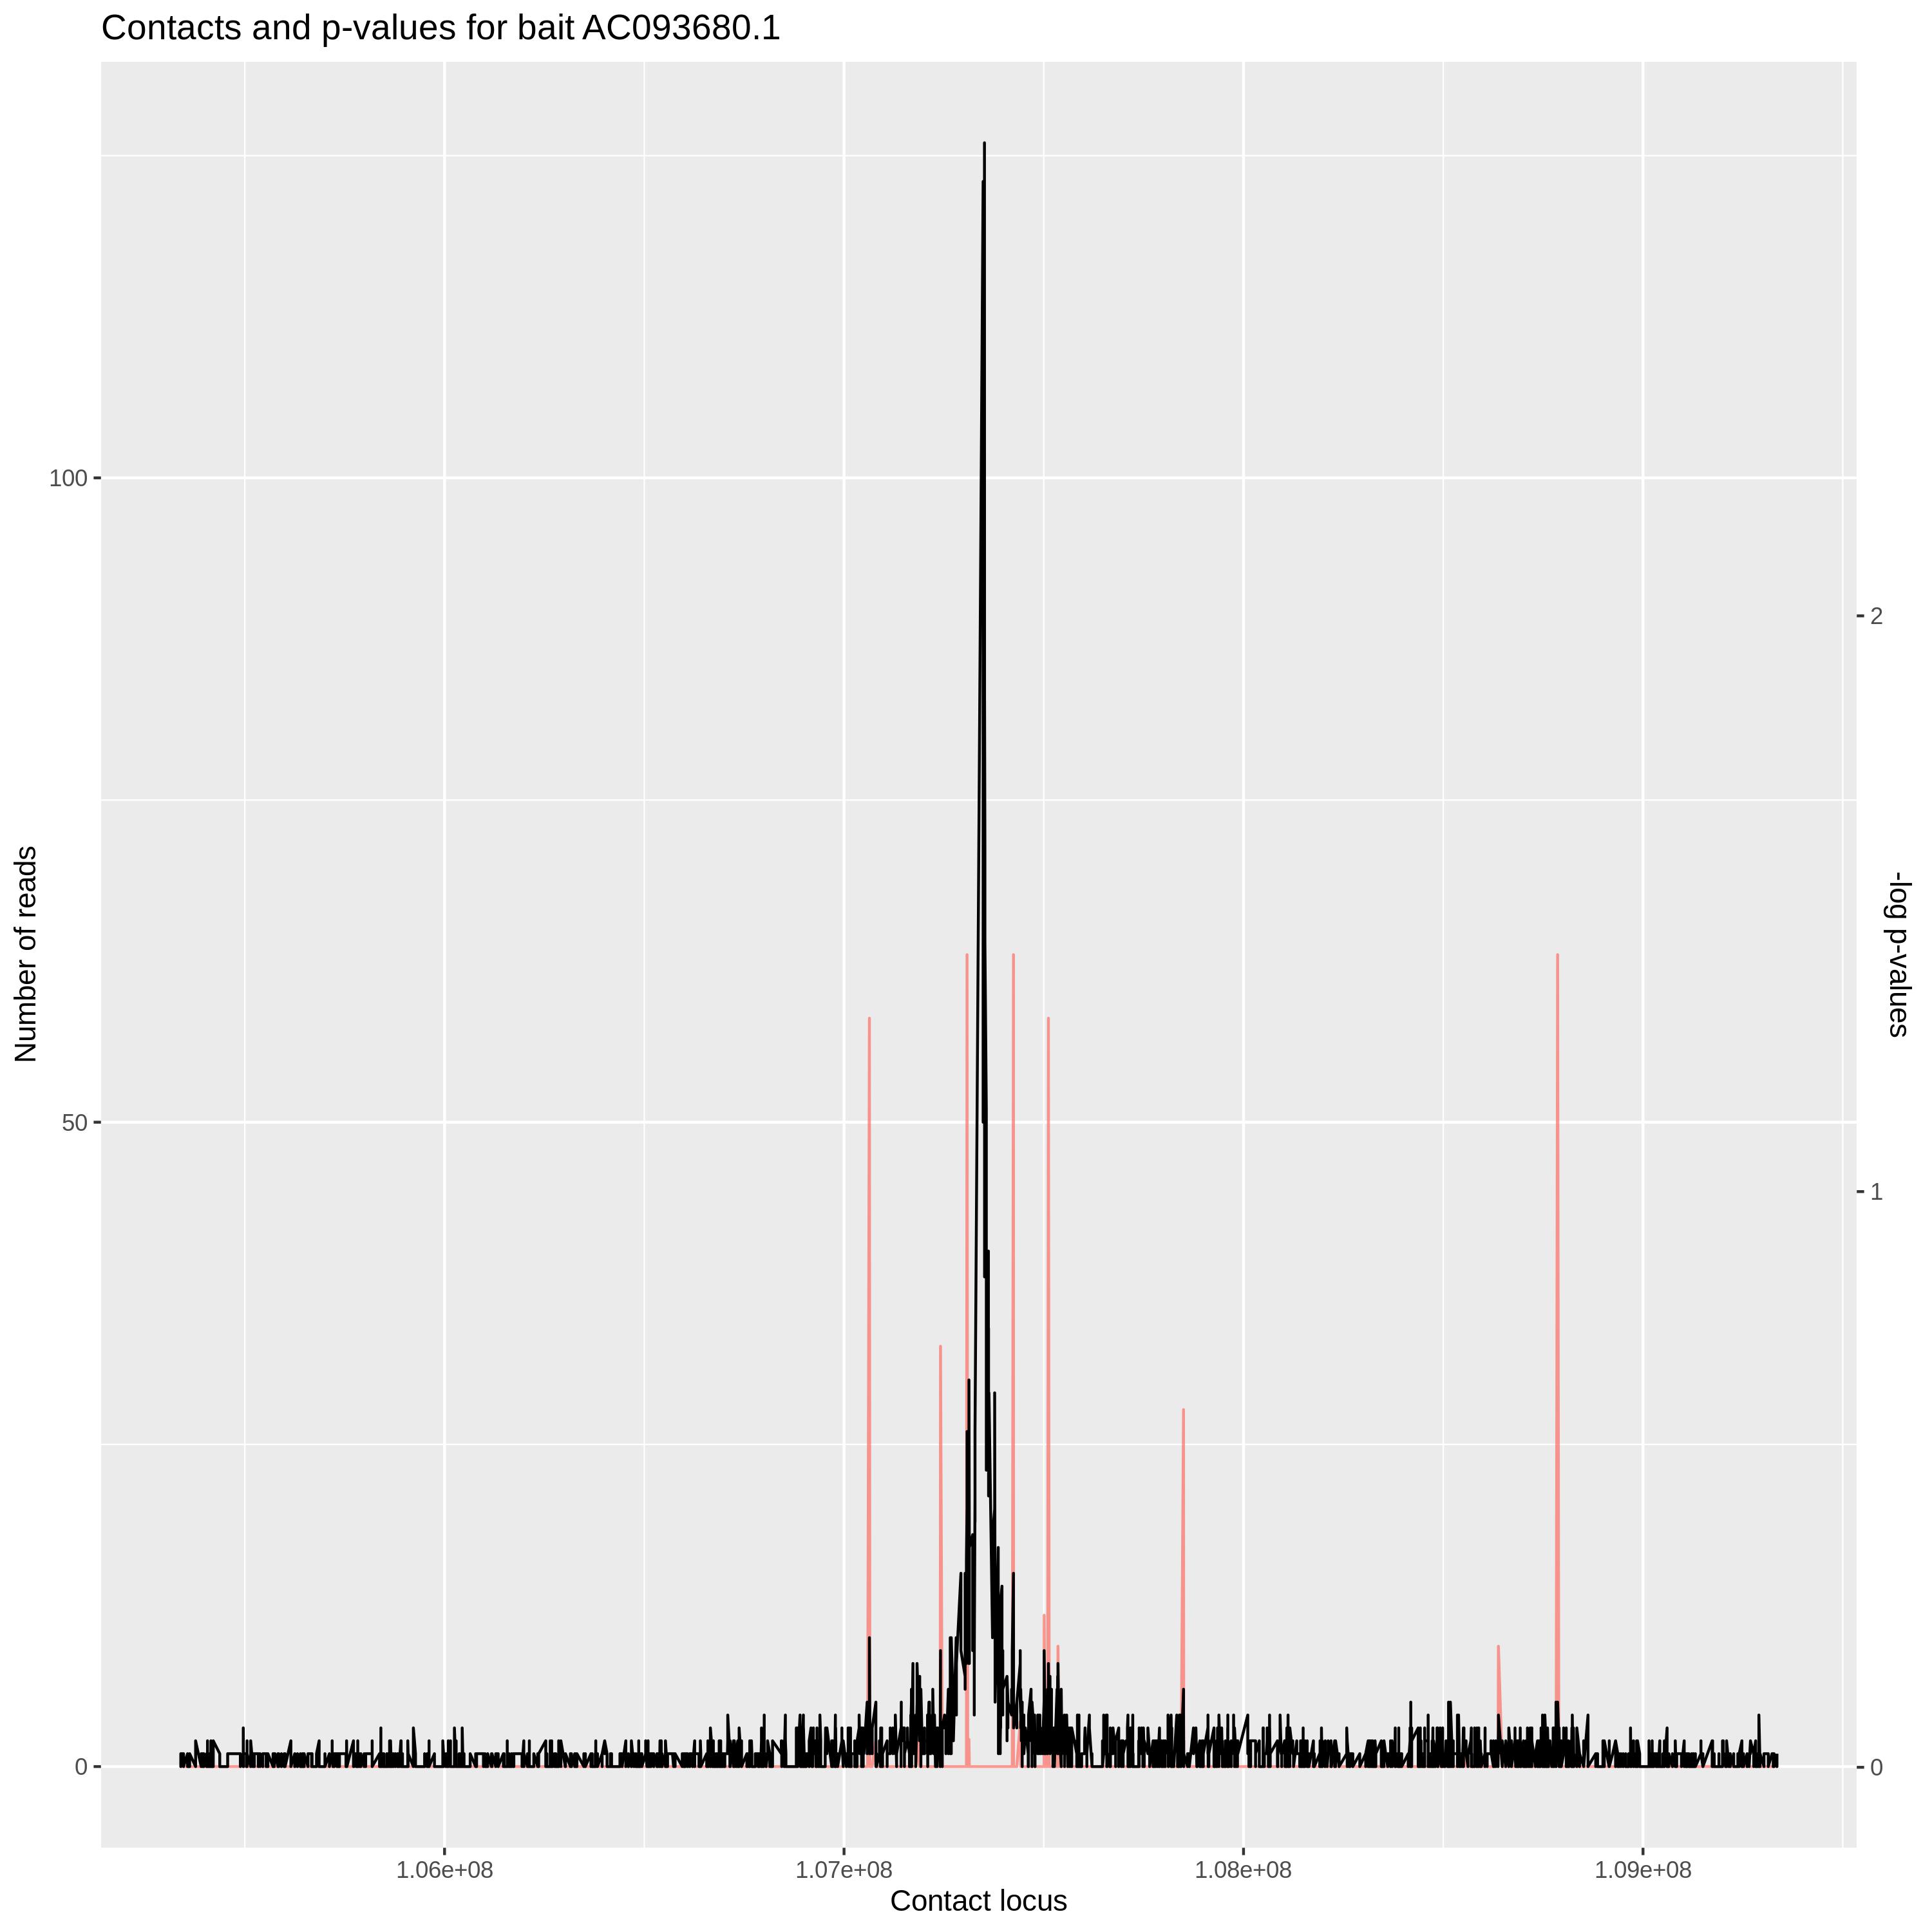 Contacts and p-values for bait AC093680.1
100
50
0
Number of reads
2
1
0
-log p-values
1.06e+08
1.07e+08
1.08e+08
1.09e+08
Contact locus